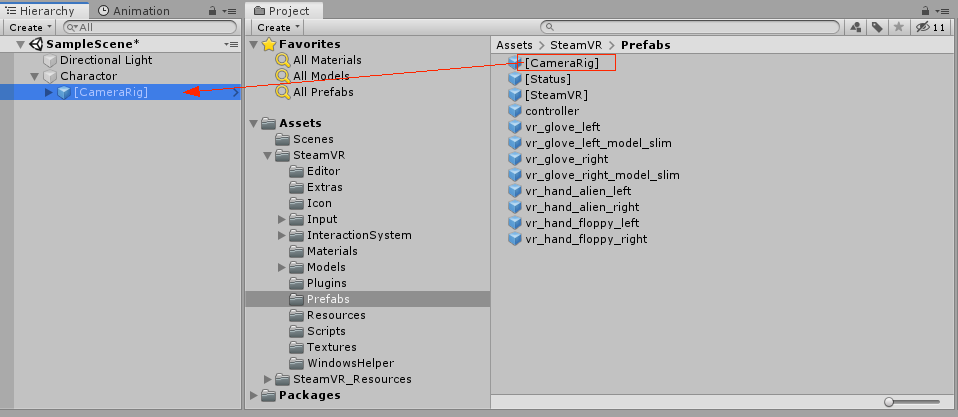 Hierarchy
Animation
Create
All
SampleScene*
Directional Light
Charactor
[CameraRig]
Project
Create
11
Favorites
All Materials
All Models
All Prefabs
Assets
Scenes
SteamVR
Editor
Extras
Icon
Input
InteractionSystem
Materials
Models
Plugins
Prefabs
Resources
Scripts
Textures
WindowsHelper
SteamVR_Resources
Packages
Assets > SteamVR > Prefabs
[CameraRig]
[Status]
[SteamVR]
controller
vr_glove_left
vr_glove_left_model_slim
vr_glove_right
vr_glove_right_model_slim
vr_hand_alien_left
vr_hand_alien_right
vr_hand_floppy_left
vr_hand_floppy_right